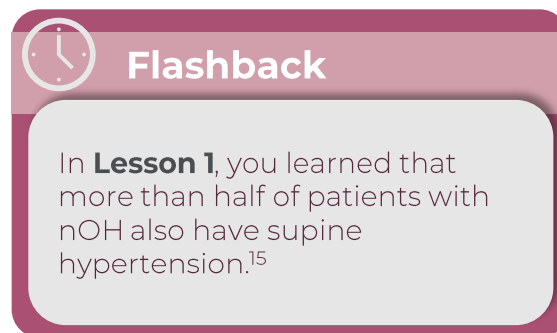 Flashback
In Lesson 1, you learned that
more than half of patients with
nOH also have supine
hypertension.15